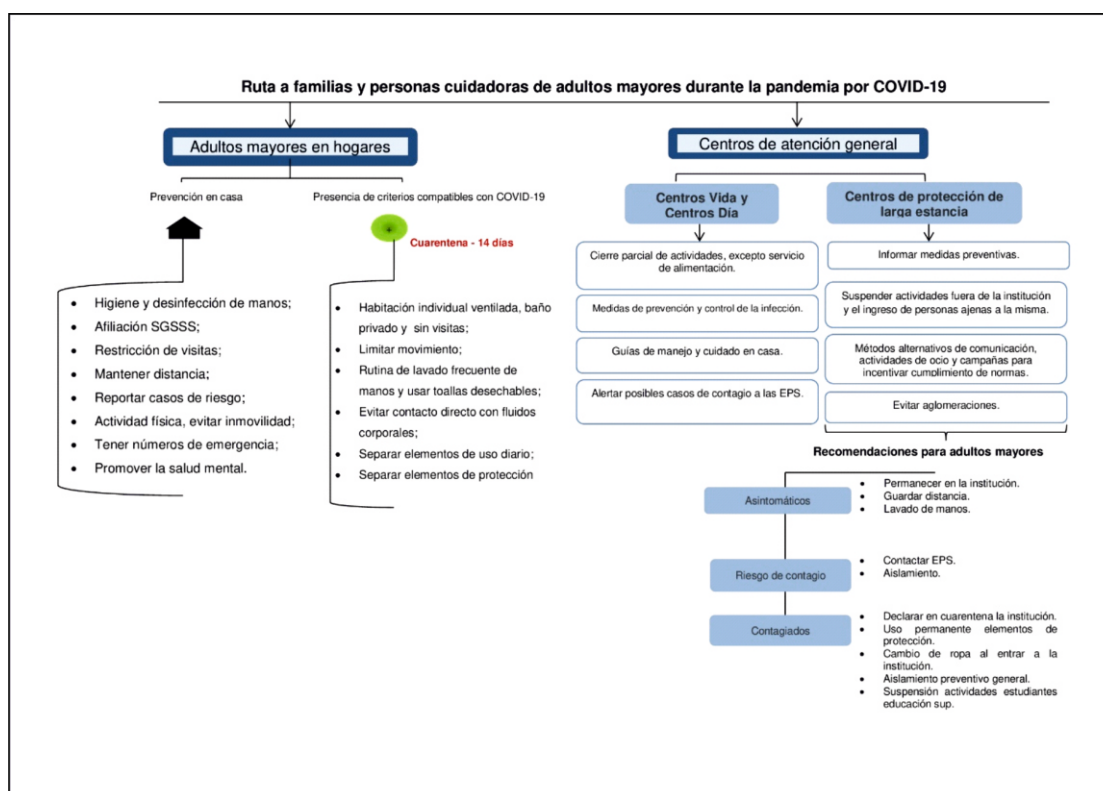 Ruta a familias y personas cuidadoras de adultos mayores durante la pandemia por COVID-19
Adultos mayores en hogares
Prevención en casa
Presencia de criterios compatibles con COVID-19
Cuarentena - 14 días
• Higiene y desinfección de manos;
• Afiliación SGSSS;
• Restricción de visitas;
• Mantener distancia;
• Reportar casos de riesgo;
• Actividad física, evitar inmovilidad;
• Tener números de emergencia;
• Promover la salud mental.
• Habitación individual ventilada, baño
privado y sin visitas;
• Limitar movimiento;
• Rutina de lavado frecuente de
manos y usar toallas desechables;
• Evitar contacto directo con fluidos
corporales;
• Separar elementos de uso diario;
• Separar elementos de protección
Centros de atención general
Centros Vida y
Centros Día
Cierre parcial de actividades, excepto servicio
de alimentación.
Medidas de prevención y control de la infección.
Guías de manejo y cuidado en casa.
Alertar posibles casos de contagio a las EPS.
Centros de protección de
larga estancia
Informar medidas preventivas.
Suspender actividades fuera de la institución
y el ingreso de personas ajenas a la misma.
Métodos alternativos de comunicación,
actividades de ocio y campañas para
incentivar cumplimiento de normas.
Evitar aglomeraciones.
Recomendaciones para adultos mayores
Asintomáticos
• Permanecer en la institución.
• Guardar distancia.
• Lavado de manos.
Riesgo de contagio
• Contactar EPS.
• Aislamiento.
Contagiados
• Declarar en cuarentena la institución.
• Uso permanente elementos de
protección.
• Cambio de ropa al entrar a la
institución.
• Aislamiento preventivo general.
• Suspensión actividades estudiantes
educación sup.